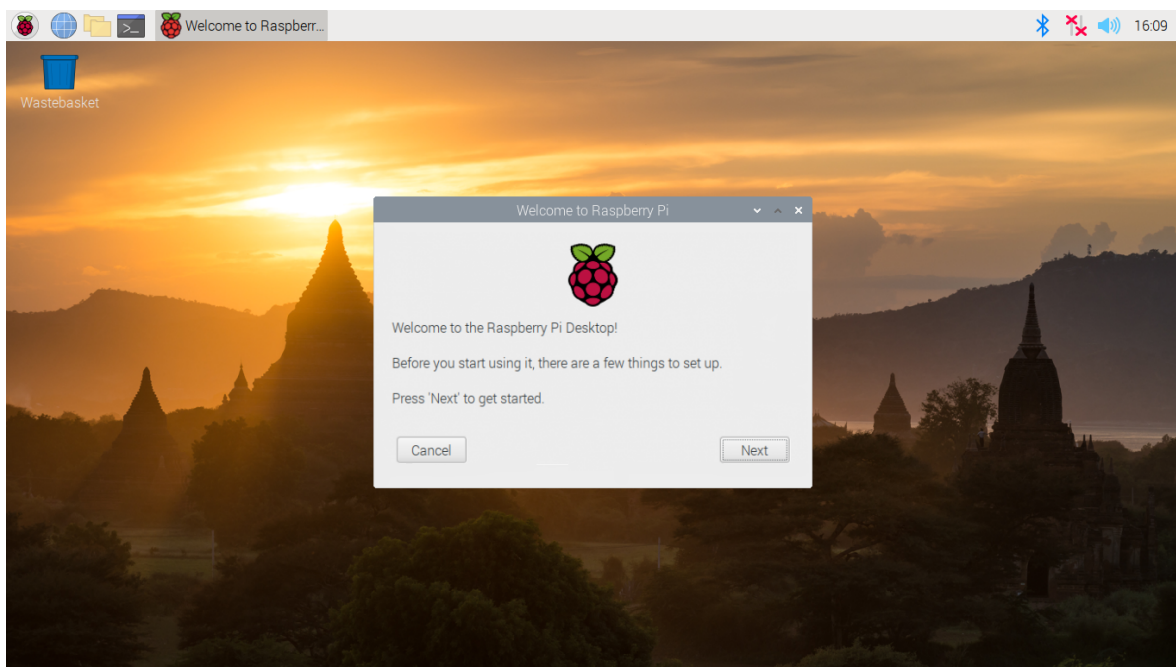 Welcome to Raspberr...
16:09
Wastebasket
Welcome to Raspberry Pi
Welcome to the Raspberry Pi Desktop!
Before you start using it, there are a few things to set up.
Press 'Next' to get started.
Cancel
Next